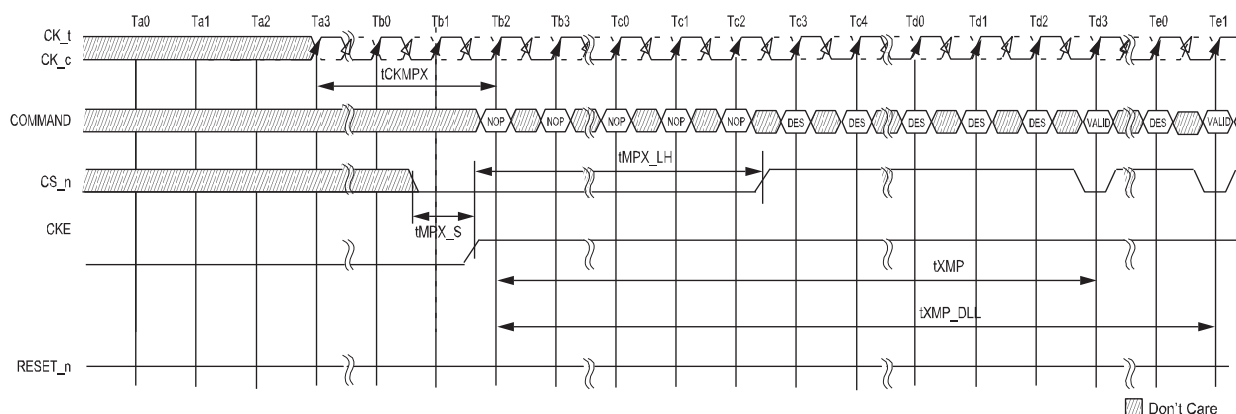 Ta0 Ta1 Ta2 Ta3 Tb0 Tb1 Tb2 Tb3 Tc0 Tc1 Tc2 Tc3 Tc4 Td0 Td1 Td2 Td3 Te0 Te1
CK_t
CK_c
tCKMPX
COMMAND NOP NOP NOP NOP NOP DES DES DES DES DES VALID DES VALID
tMPX_LH
CS_n
tMPX_S
CKE
tXMP
tXMP_DLL
RESET_n
Don't Care